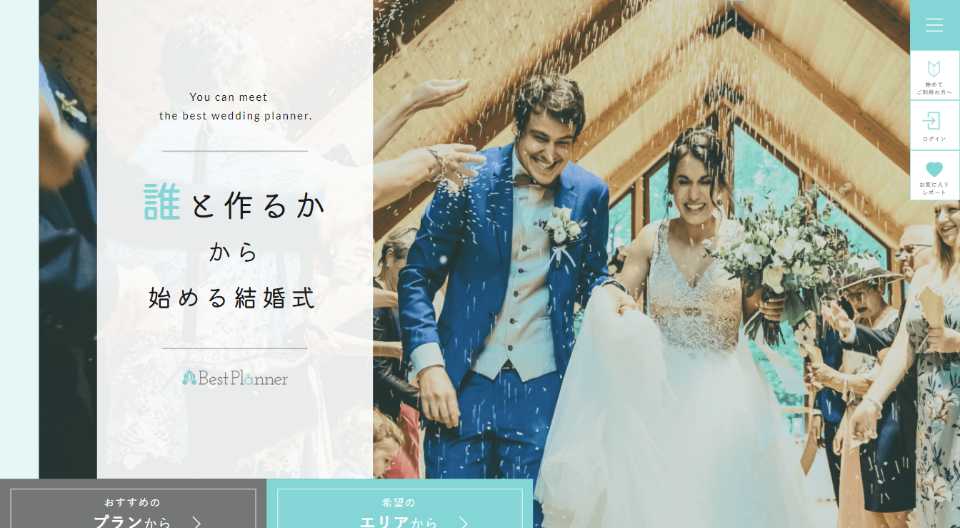 You can meet
the best wedding planner.
誰と作るか
から
始める結婚式
BestPlanner
初めて
ご利用の方へ
ログイン
お気に入り
レポート
おすすめの
プランから
希望の
エリアから